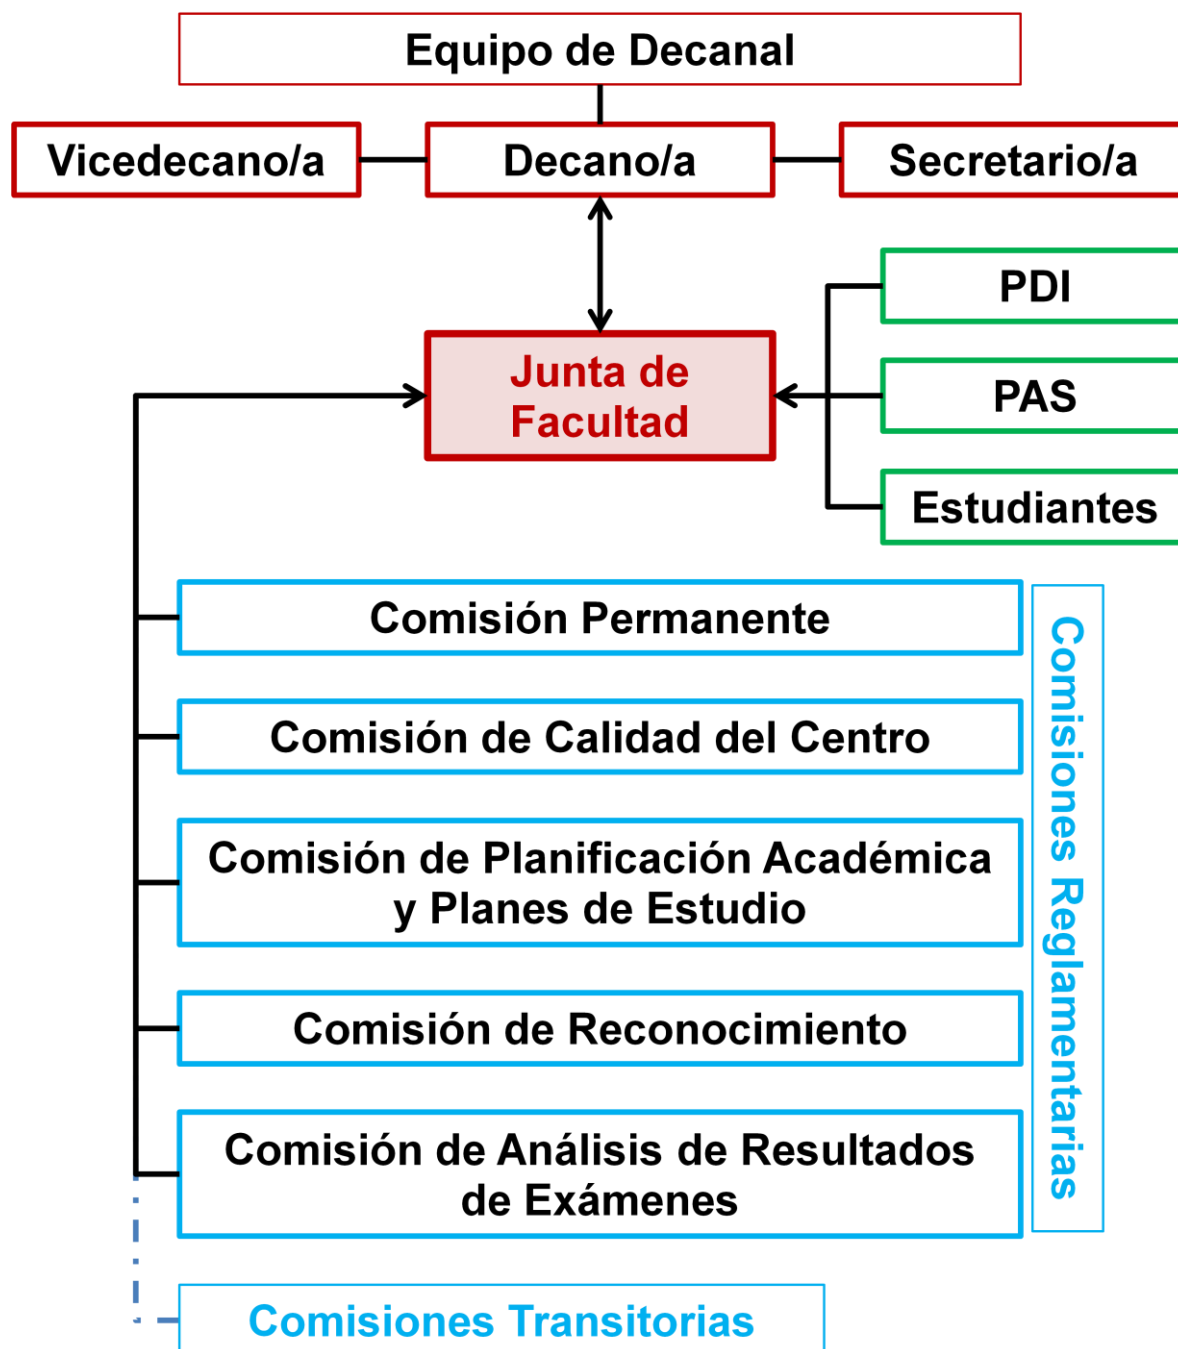 Equipo de Decanal
Vicedecano/a
Decano/a
Secretario/a
PDI
Junta de
Facultad
PAS
Estudiantes
Comisión Permanente
Comisión de Calidad del Centro
Comisión de Planificación Académica
y Planes de Estudio
Comisión de Reconocimiento
Comisión de Análisis de Resultados
de Exámenes
Comisiones Reglamentarias
Comisiones Transitorias